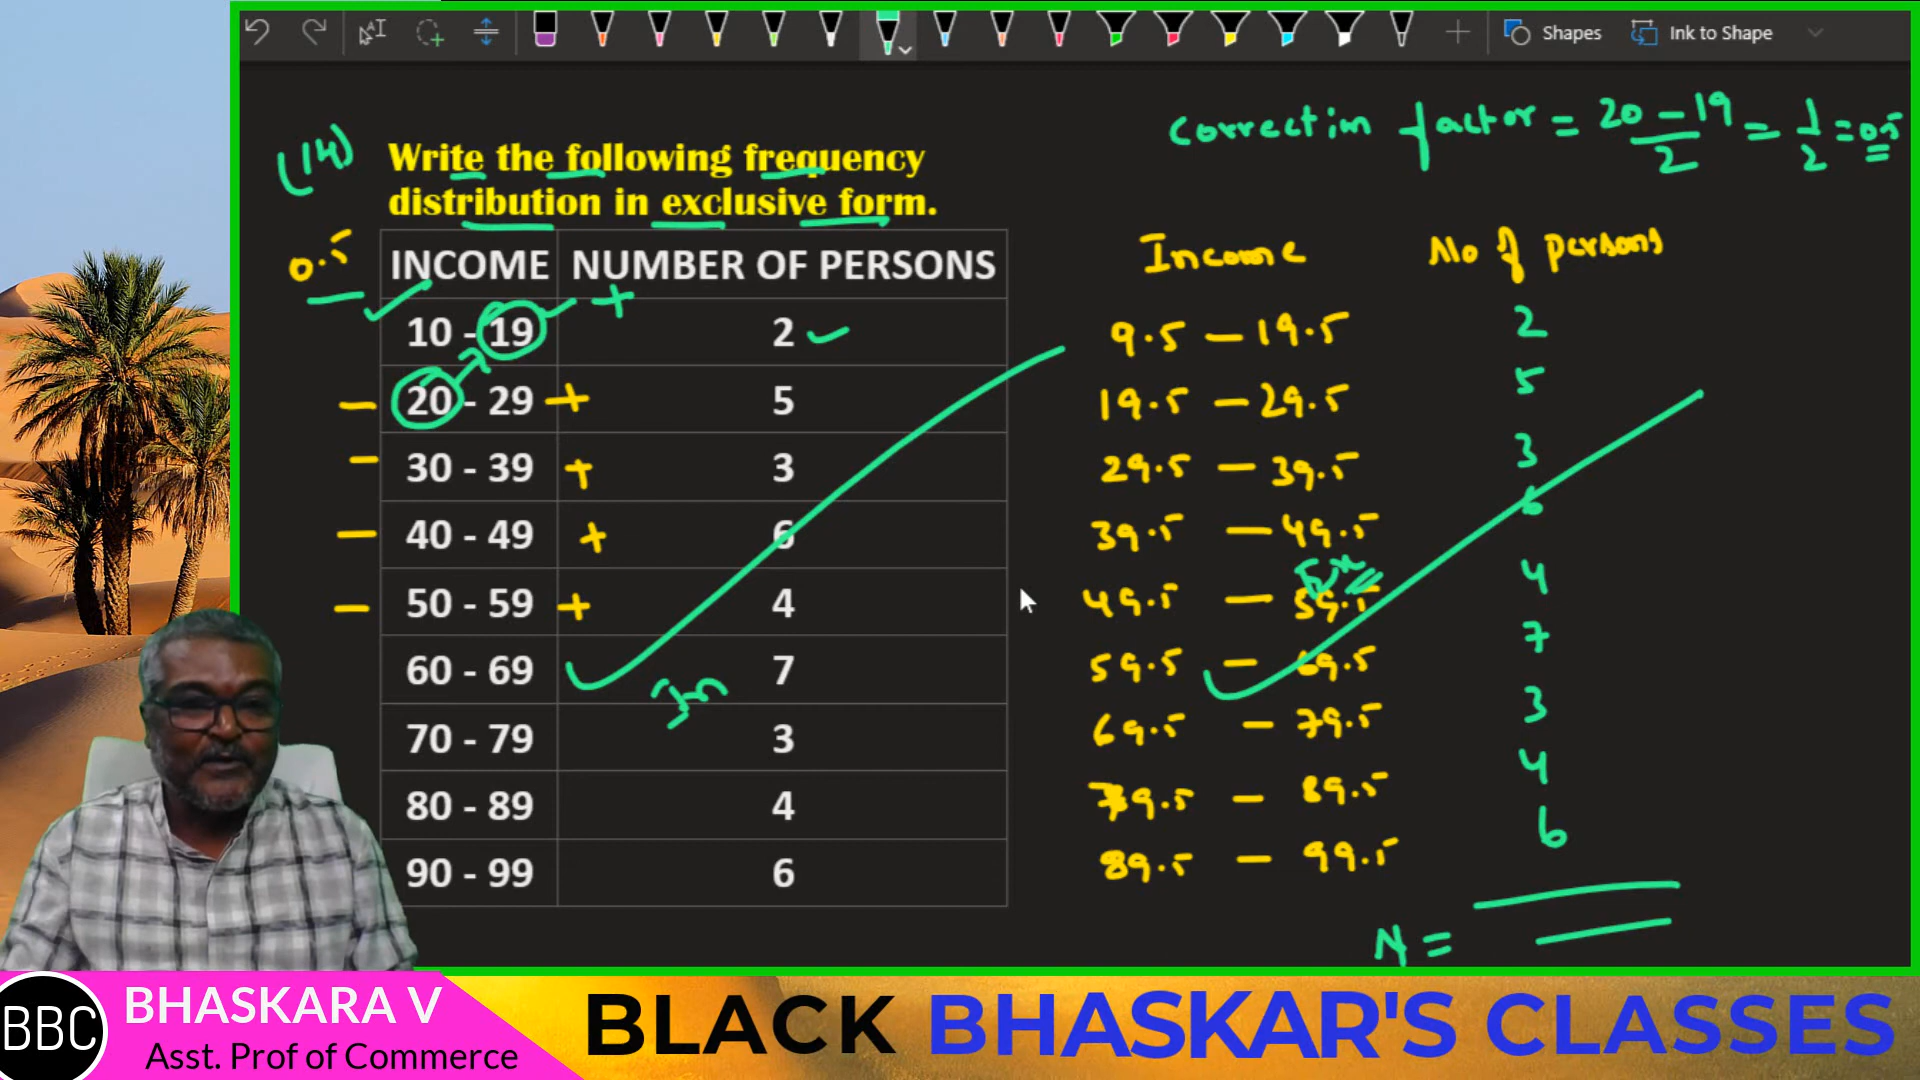 Shapes Ink to Shape
Correction factor = 20 - 19 / 2 = 1/2 = 0.5
(14) Write the following frequency
distribution in exclusive form.
0.5
INCOME NUMBER OF PERSONS
10 - 19 + 2
- 20 - 29 + 5
- 30 - 39 + 3
- 40 - 49 + 6
- 50 - 59 + 4
60 - 69 7
In
70 - 79 3
80 - 89 4
90 - 99 6
Income No of persons
9.5 - 19.5 2
19.5 - 29.5 5
29.5 - 39.5 3
39.5 - 49.5 6
Ex
49.5 - 59.5 4
59.5 - 69.5 7
69.5 - 79.5 3
79.5 - 89.5 4
89.5 - 99.5 6
N =
BBC
BHASKARA V
Asst. Prof of Commerce
BLACK BHASKAR'S CLASSES